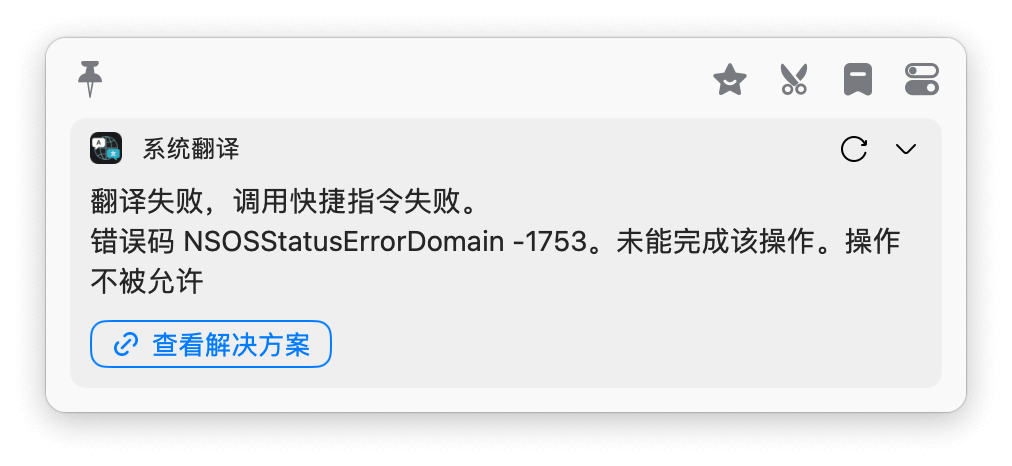 系统翻译
翻译失败，调用快捷指令失败。
错误码 NSOSStatusErrorDomain -1753。未能完成该操作。操作
不被允许
查看解决方案